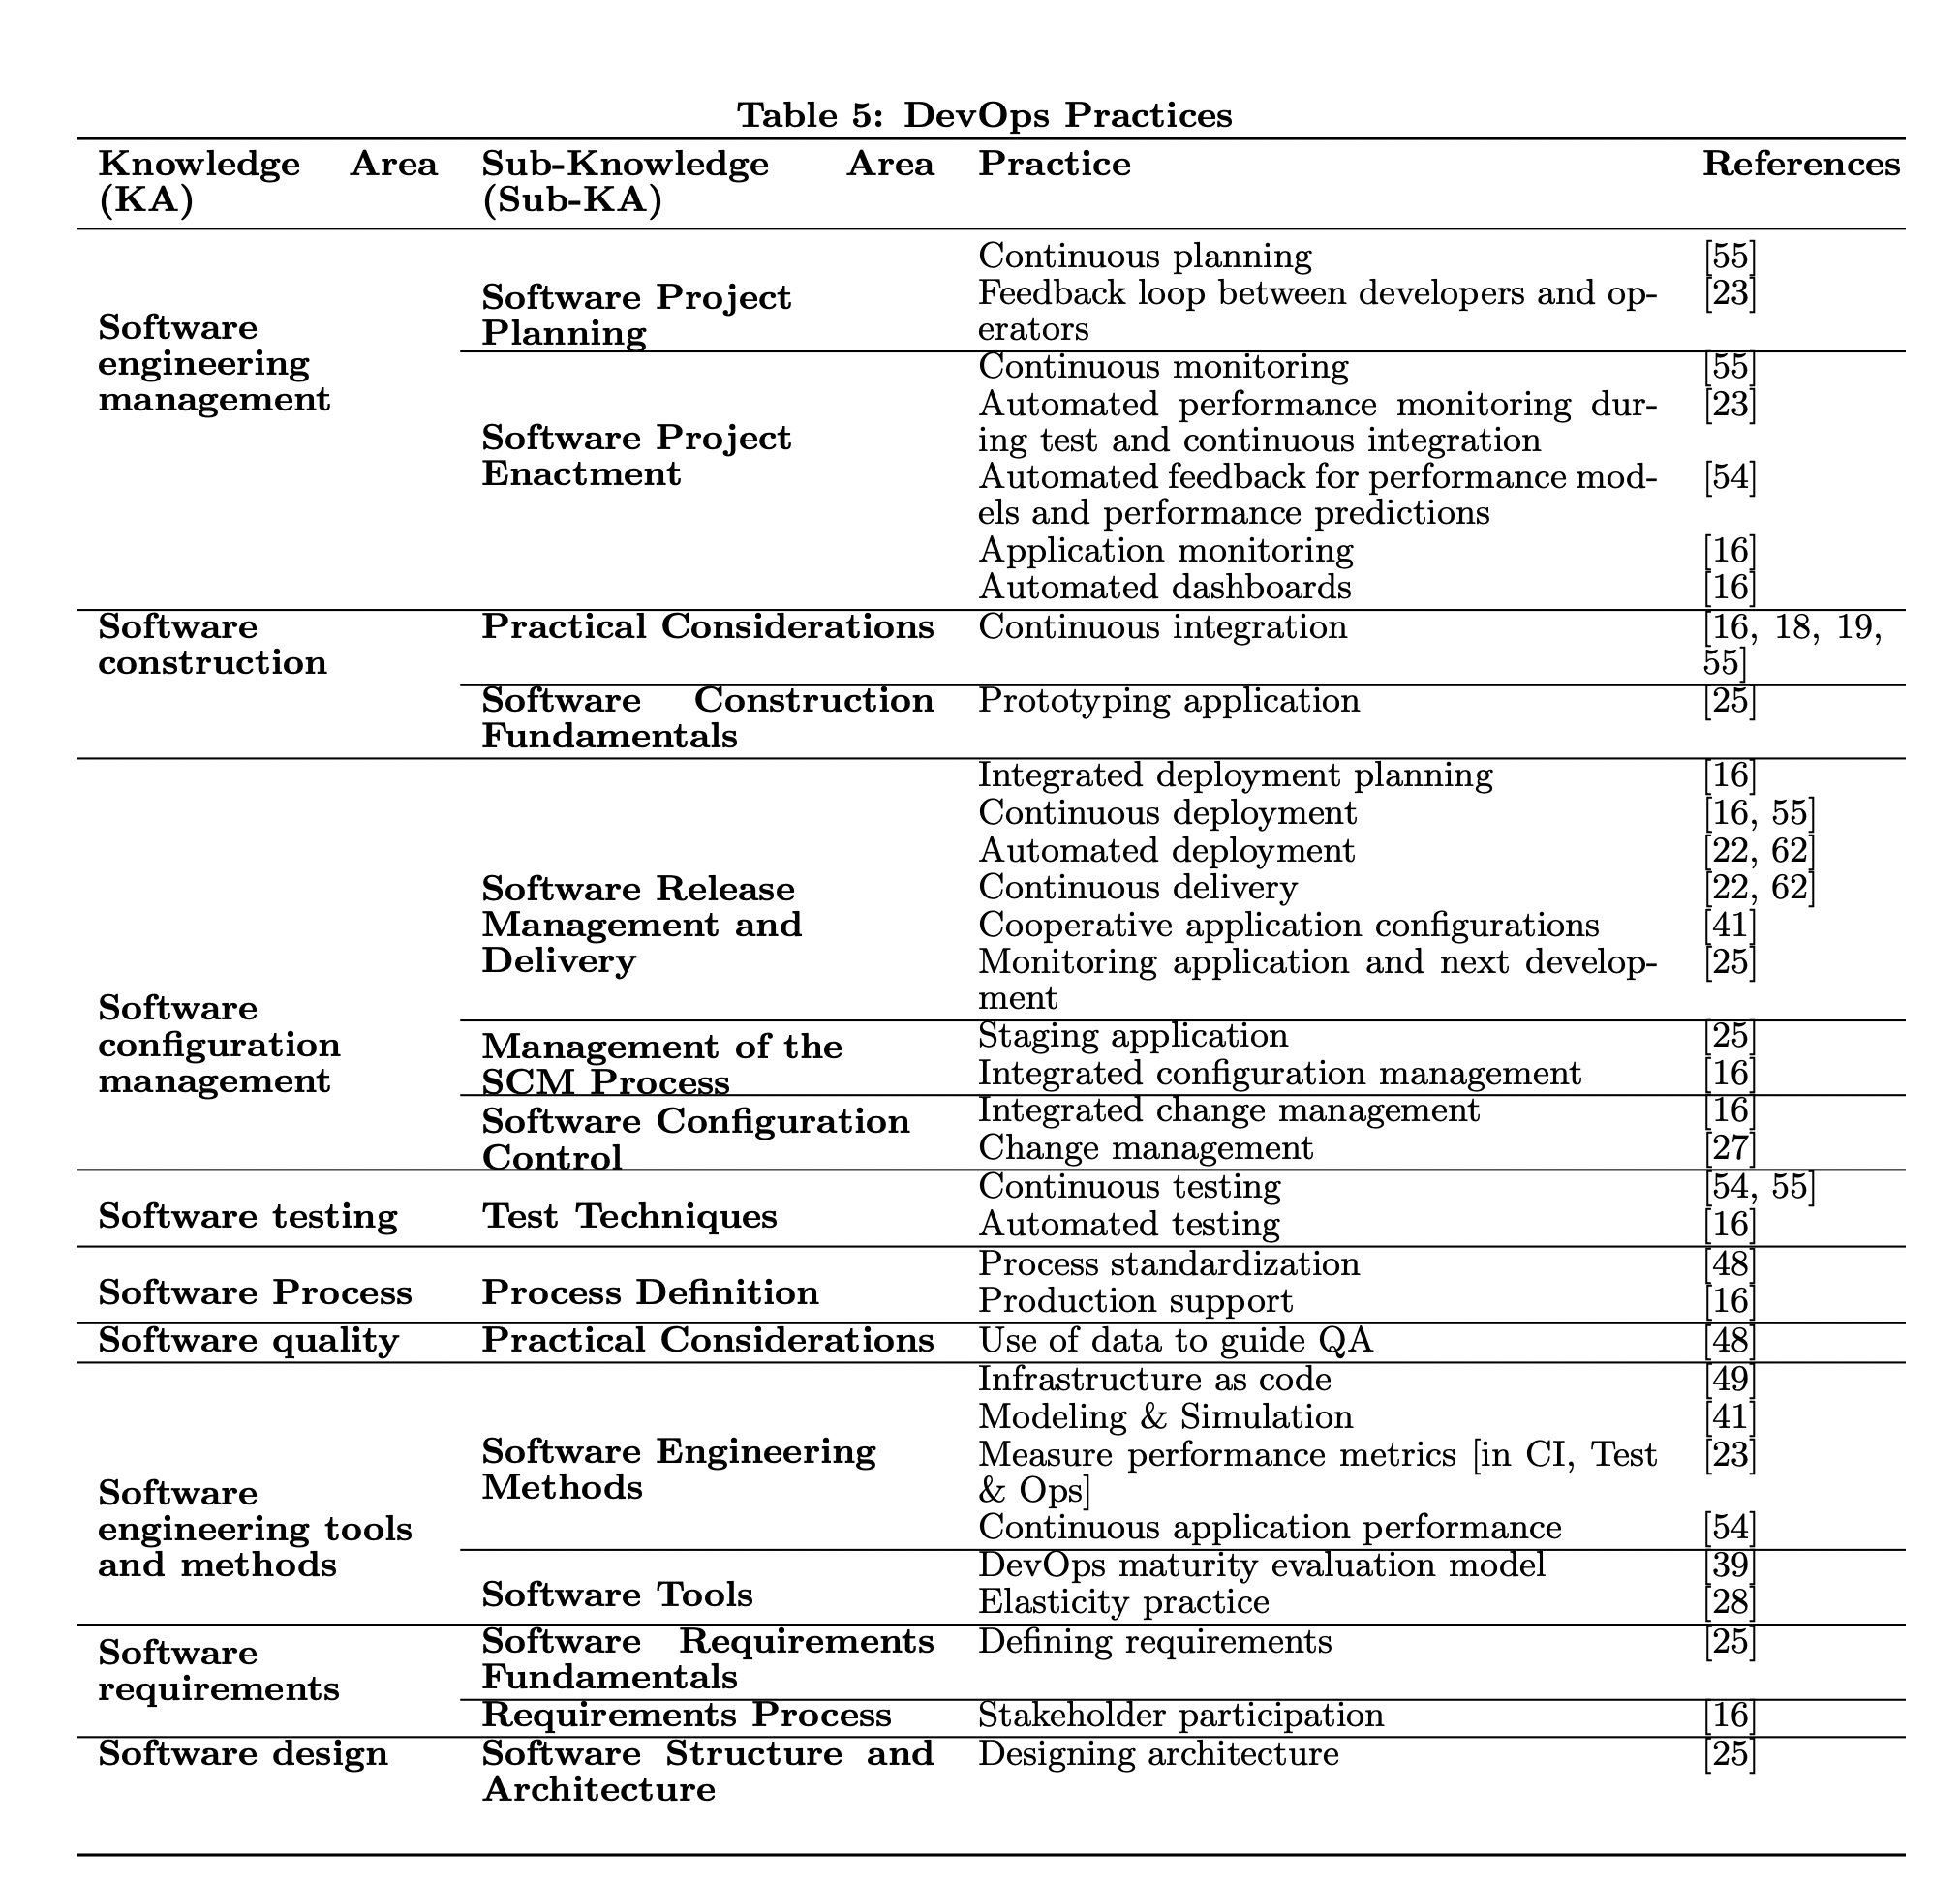 Table 5: DevOps Practices
Knowledge Area (KA) Sub-Knowledge Area (Sub-KA) Practice References
Software engineering management
Software Project Planning
Continuous planning [55]
Feedback loop between developers and op- [23]
erators
Software Project Enactment
Continuous monitoring [55]
Automated performance monitoring dur- [23]
ing test and continuous integration
Automated feedback for performance mod- [54]
els and performance predictions
Application monitoring [16]
Automated dashboards [16]
Software construction
Practical Considerations Continuous integration [16, 18, 19, 55]
Software Construction Fundamentals Prototyping application [25]
Software configuration management
Software Release Management and Delivery
Integrated deployment planning [16]
Continuous deployment [16, 55]
Automated deployment [22, 62]
Continuous delivery [22, 62]
Cooperative application configurations [41]
Monitoring application and next develop- [25]
ment
Management of the SCM Process
Staging application [25]
Integrated configuration management [16]
Software Configuration Control
Integrated change management [16]
Change management [27]
Software testing Test Techniques
Continuous testing [54, 55]
Automated testing [16]
Software Process Process Definition
Process standardization [48]
Production support [16]
Software quality Practical Considerations Use of data to guide QA [48]
Software engineering tools and methods
Software Engineering Methods
Infrastructure as code [49]
Modeling & Simulation [41]
Measure performance metrics [in CI, Test [23]
& Ops]
Continuous application performance [54]
Software Tools
DevOps maturity evaluation model [39]
Elasticity practice [28]
Software requirements
Software Requirements Fundamentals Defining requirements [25]
Requirements Process Stakeholder participation [16]
Software design Software Structure and Architecture Designing architecture [25]